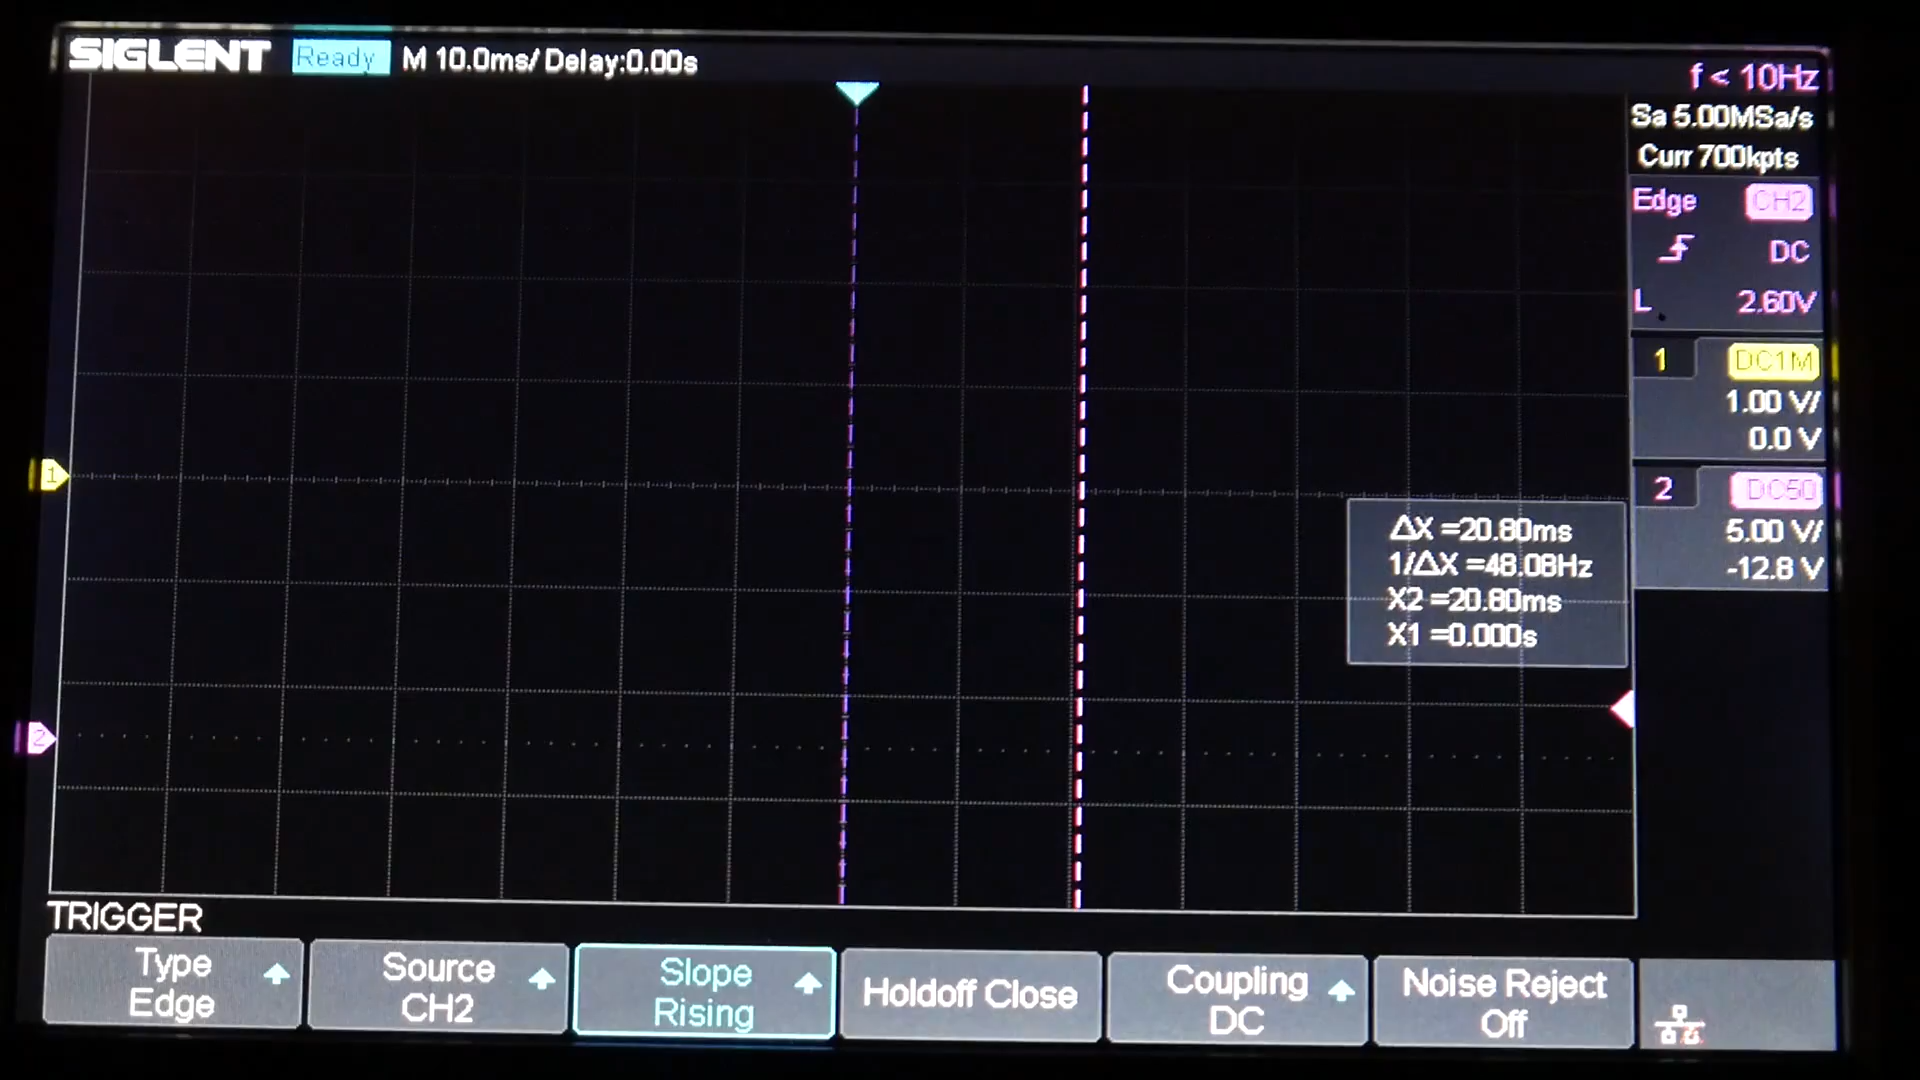 SIGLENT Ready M 10.0ms/ Delay:0.00s
f < 10Hz
Sa 5.00MSa/s
Curr 700kpts
Edge CH2
DC
L 2.60V
1 DC1M
1.00 V/
0.0 V
2 DC50
5.00 V/
-12.8 V
1
ΔX =20.80ms
1/ΔX =48.08Hz
X2 =20.80ms
X1 =0.000s
2
TRIGGER
Type
Edge
Source
CH2
Slope
Rising
Holdoff Close
Coupling
DC
Noise Reject
Off